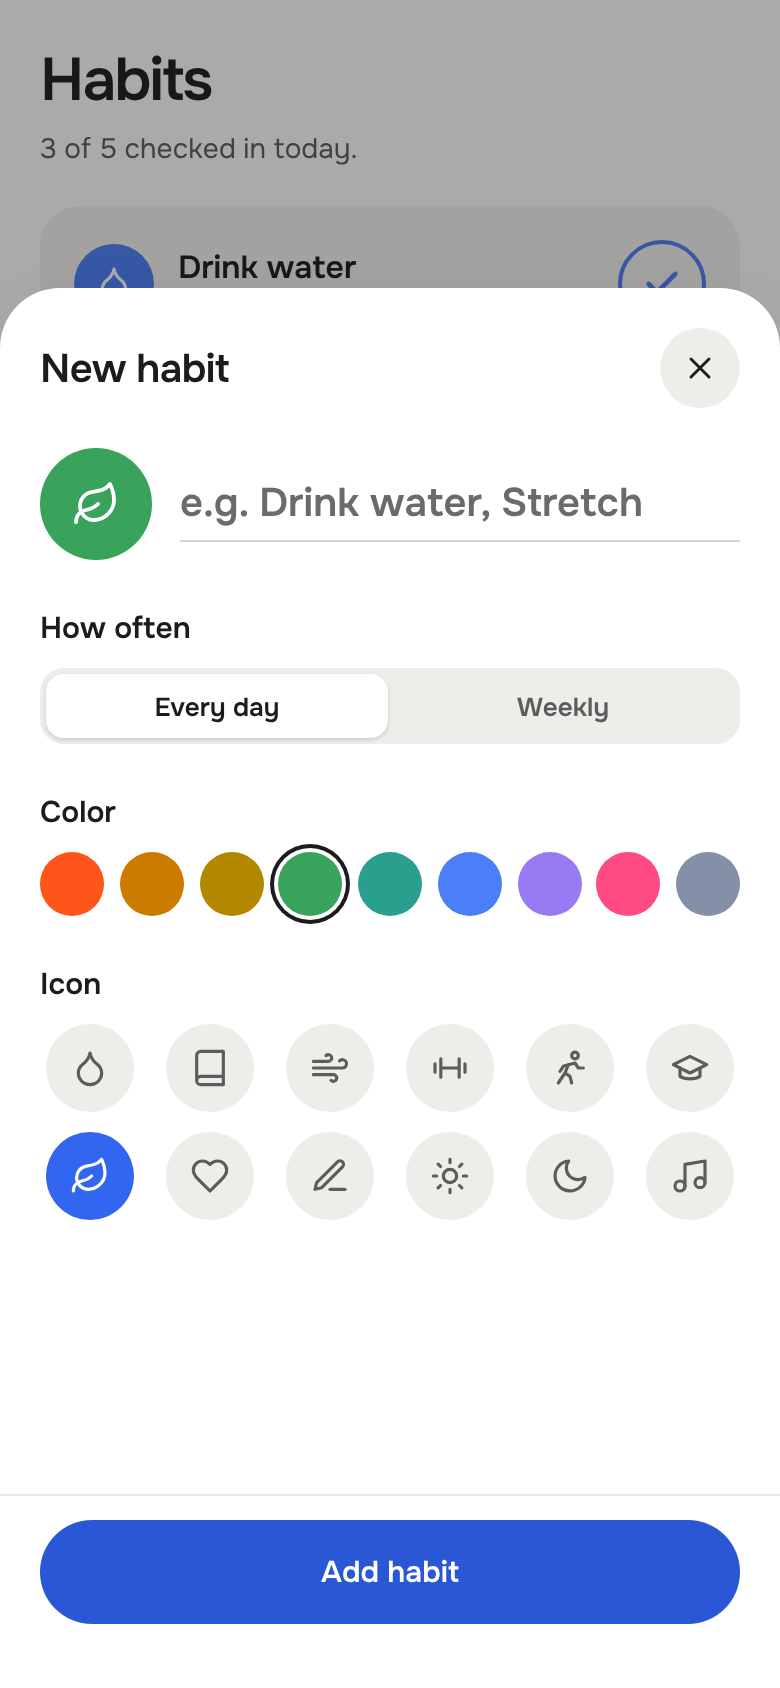 Habits
3 of 5 checked in today.
Drink water
New habit
e.g. Drink water, Stretch
How often
Every day
Weekly
Color
Icon
Add habit